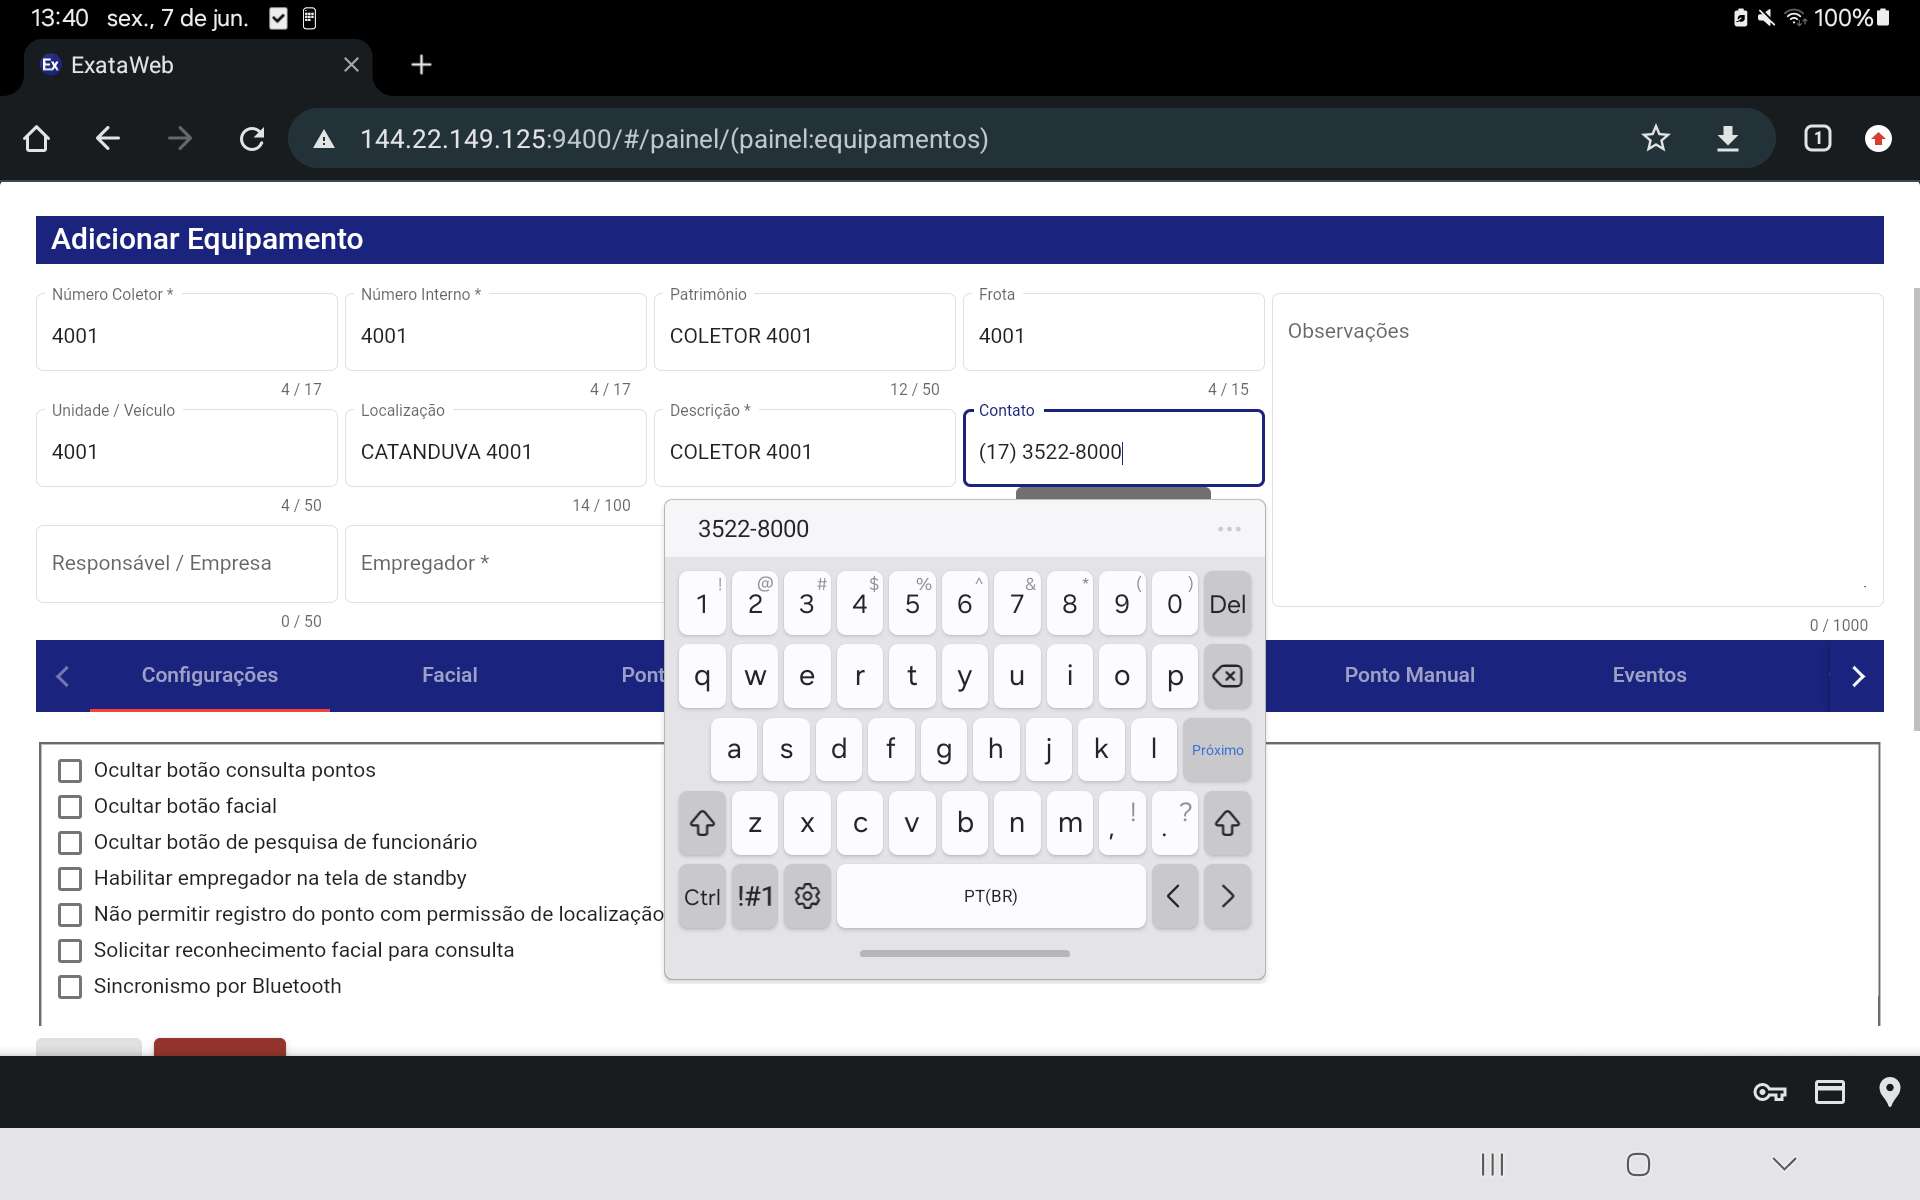 13:40 sex., 7 de jun. 100%
Ex ExataWeb
144.22.149.125:9400/#/painel/(painel:equipamentos) 1
Adicionar Equipamento
Número Coletor * Número Interno * Patrimônio Frota
4001 4001 COLETOR 4001 4001 Observações
4 / 17 4 / 17 12 / 50 4 / 15
Unidade / Veículo Localização Descrição * Contato
4001 CATANDUVA 4001 COLETOR 4001 (17) 3522-8000
4 / 50 14 / 100
3522-8000 ...
Responsável / Empresa Empregador *
0 / 50 0 / 1000
! @ # $ % ^ & * ( )
1 2 3 4 5 6 7 8 9 0 Del
Configurações Facial Pont Ponto Manual Eventos
q w e r t y u i o p
a s d f g h j k l Próximo
Ocultar botão consulta pontos
Ocultar botão facial
z x c v b n m , ! . ?
Ocultar botão de pesquisa de funcionário
Habilitar empregador na tela de standby
Ctrl !#1 PT(BR) < >
Não permitir registro do ponto com permissão de localização
Solicitar reconhecimento facial para consulta
Sincronismo por Bluetooth